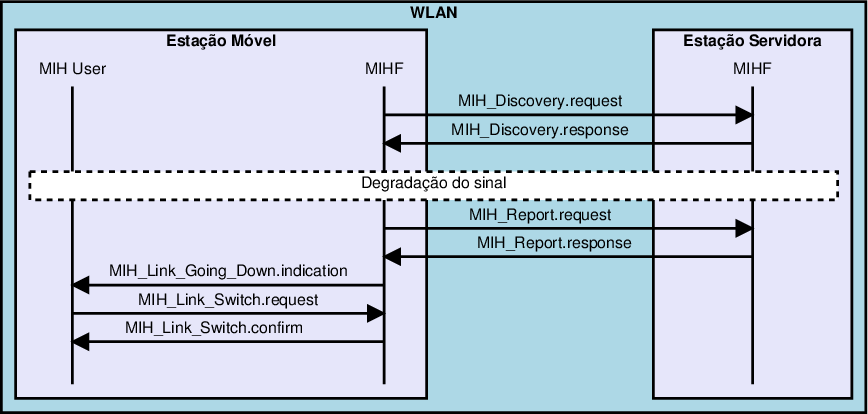 WLAN
Estação Móvel
Estação Servidora
MIH User
MIHF
MIHF
MIH_Discovery.request
MIH_Discovery.response
Degradação do sinal
MIH_Report.request
MIH_Report.response
MIH_Link_Going_Down.indication
MIH_Link_Switch.request
MIH_Link_Switch.confirm